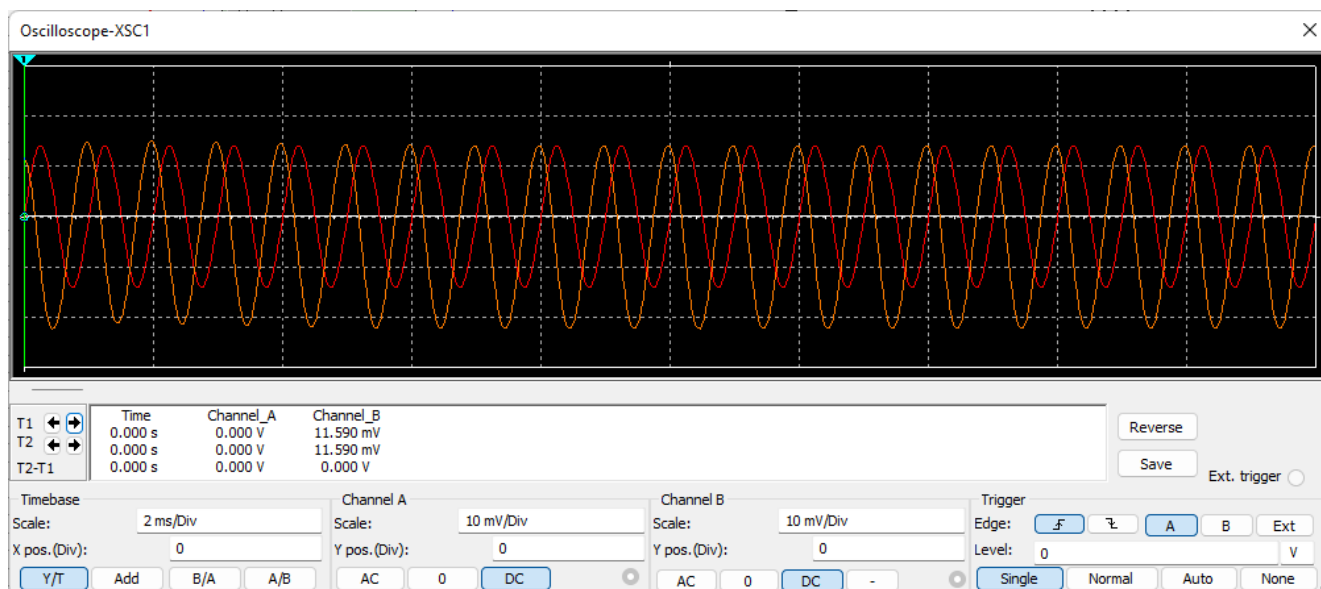 Oscilloscope-XSC1
1
Time Channel_A Channel_B
T1 0.000 s 0.000 V 11.590 mV
T2 0.000 s 0.000 V 11.590 mV
T2-T1 0.000 s 0.000 V 0.000 V
Reverse
Save
Ext. trigger
Timebase
Scale: 2 ms/Div
X pos.(Div): 0
Y/T Add B/A A/B
Channel A
Scale: 10 mV/Div
Y pos.(Div): 0
AC 0 DC
Channel B
Scale: 10 mV/Div
Y pos.(Div): 0
AC 0 DC -
Trigger
Edge: A B Ext
Level: 0 V
Single Normal Auto None